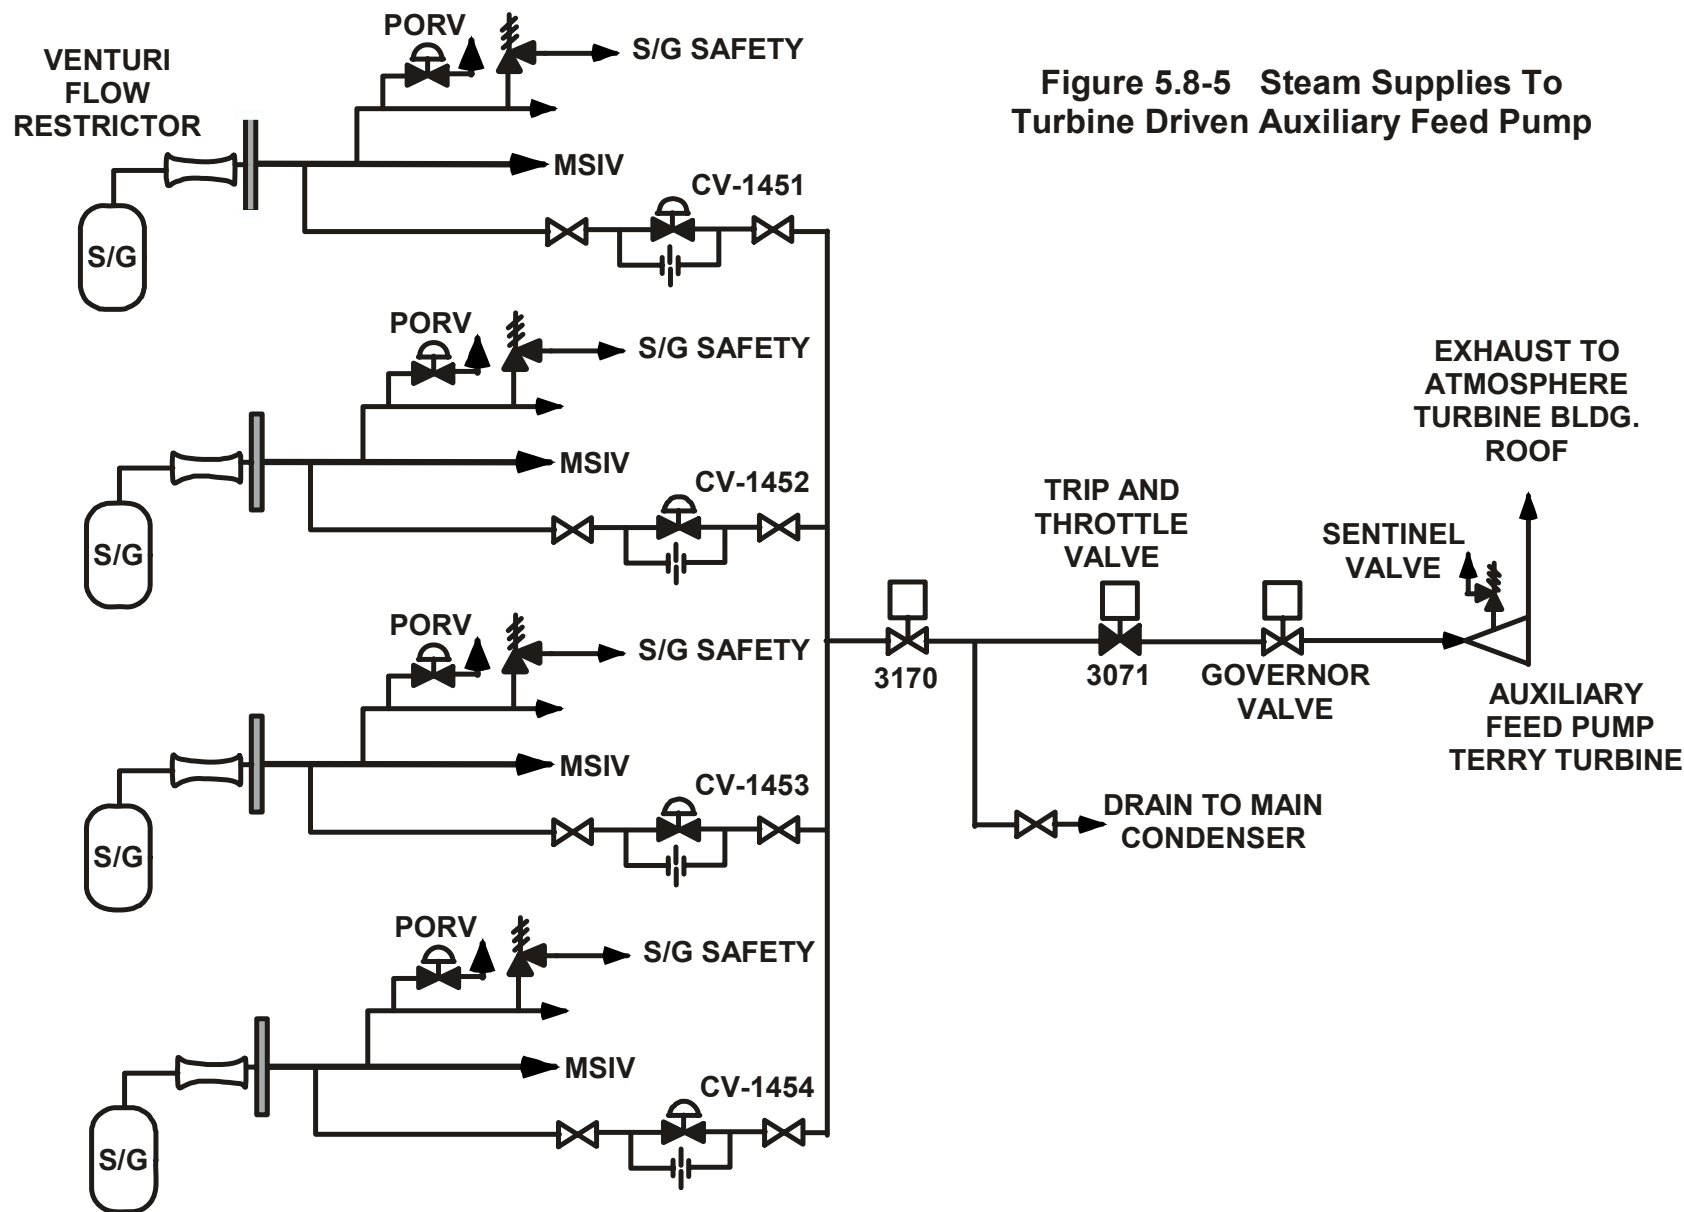 Figure 5.8-5 Steam Supplies To
Turbine Driven Auxiliary Feed Pump
VENTURI
FLOW
RESTRICTOR
PORV
S/G SAFETY
MSIV
CV-1451
S/G
PORV
S/G SAFETY
MSIV
CV-1452
S/G
PORV
S/G SAFETY
MSIV
CV-1453
S/G
PORV
S/G SAFETY
MSIV
CV-1454
S/G
3170
TRIP AND
THROTTLE
VALVE
3071
GOVERNOR
VALVE
SENTINEL
VALVE
EXHAUST TO
ATMOSPHERE
TURBINE BLDG.
ROOF
AUXILIARY
FEED PUMP
TERRY TURBINE
DRAIN TO MAIN
CONDENSER